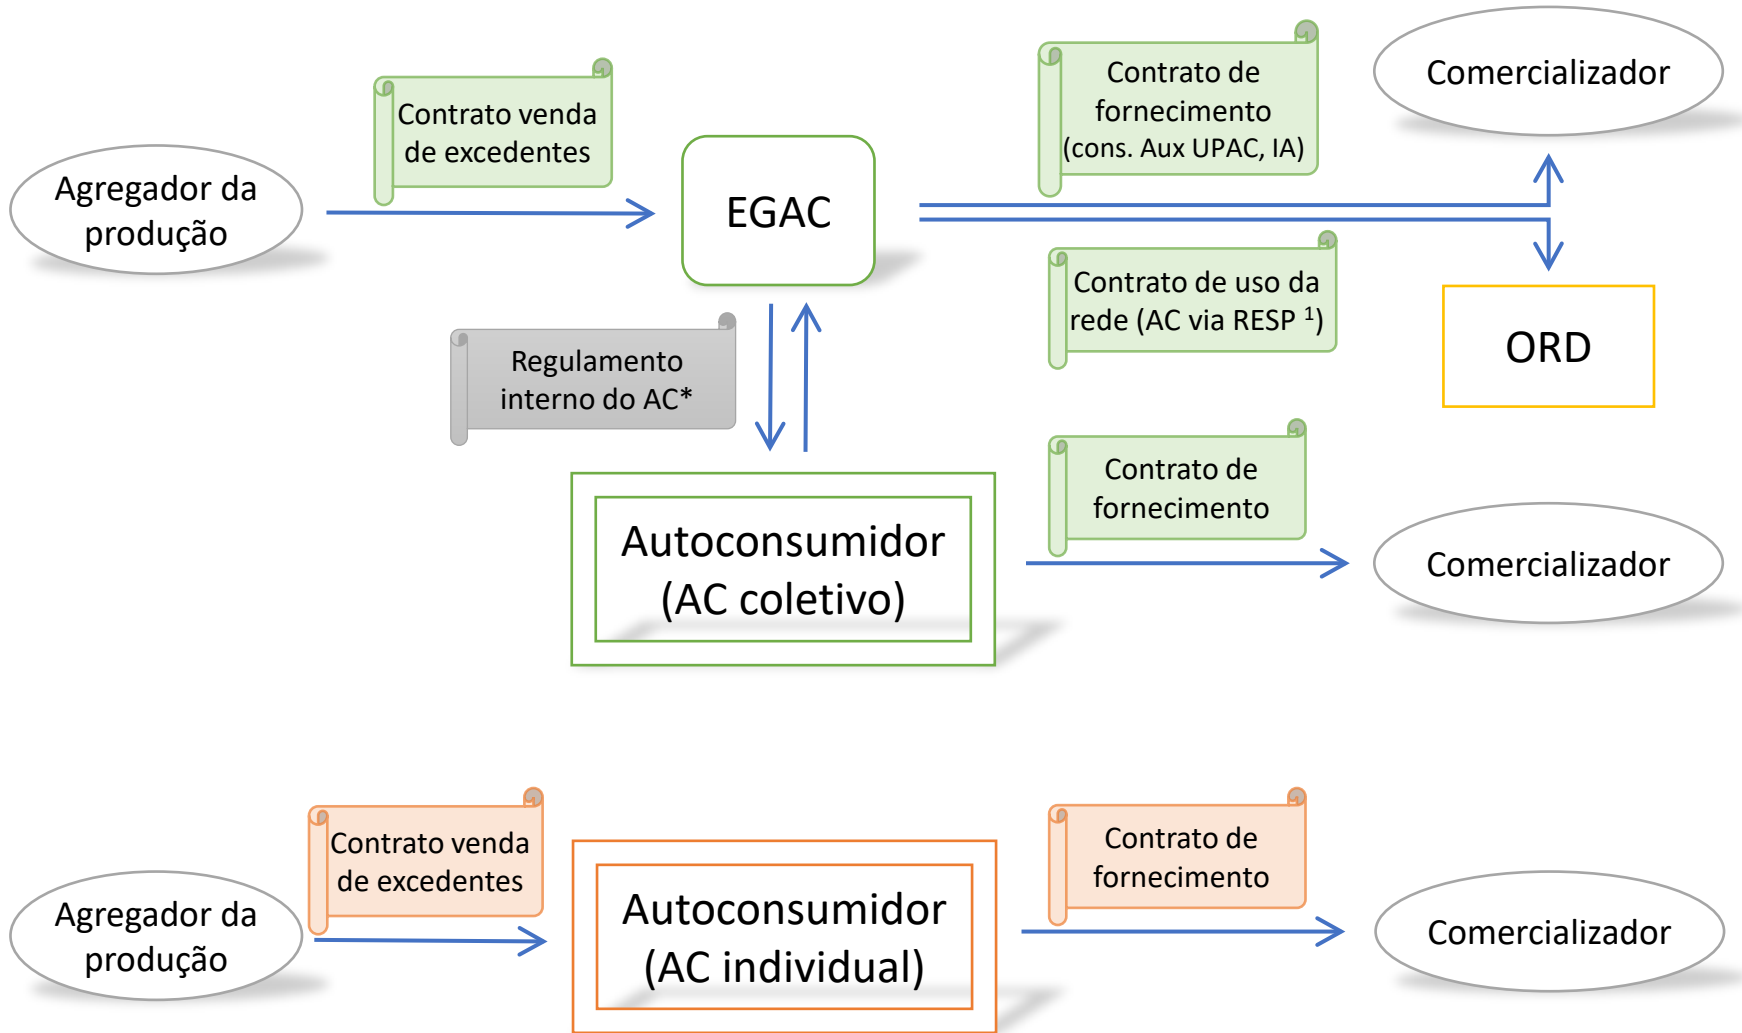 Contrato venda
de excedentes
Contrato de
fornecimento
(cons. Aux UPAC, IA)
Comercializador
Agregador da
produção
EGAC
Contrato de uso da
rede (AC via RESP ¹)
ORD
Regulamento
interno do AC*
Contrato de
fornecimento
Autoconsumidor
(AC coletivo)
Comercializador
Contrato venda
de excedentes
Contrato de
fornecimento
Agregador da
produção
Autoconsumidor
(AC individual)
Comercializador